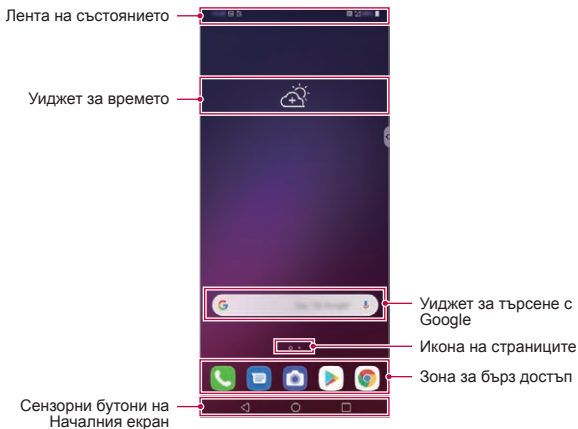 Лента на състоянието
Уиджет за времето
Уиджет за търсене с
Google
Икона на страниците
Зона за бърз достъп
Сензорни бутони на
Началния екран